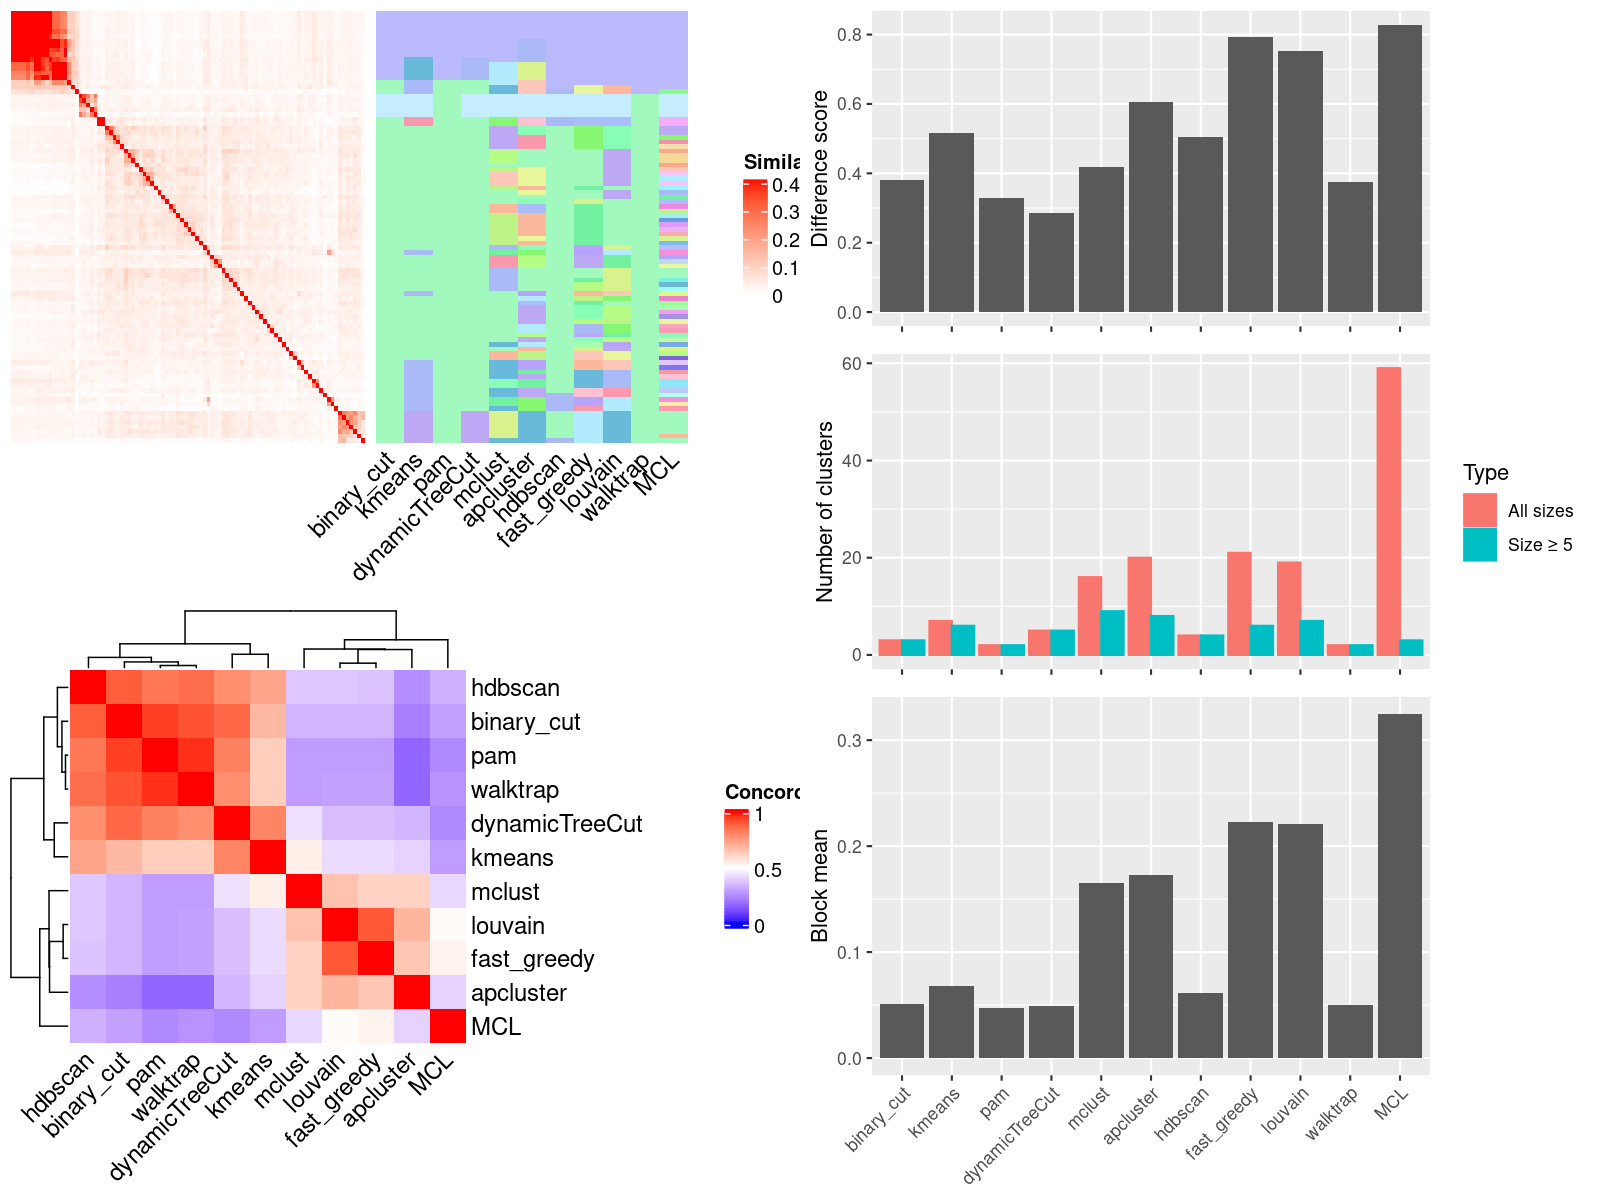 Simila
0.4
0.3
0.2
0.1
0
binary_cut
kmeans
pam
dynamicTreeCut
mclust
apcluster
hdbscan
fast_greedy
louvain
walktrap
MCL
hdbscan
binary_cut
pam
walktrap
dynamicTreeCut
kmeans
mclust
louvain
fast_greedy
apcluster
MCL
hdbscan
binary_cut
pam
walktrap
dynamicTreeCut
kmeans
mclust
louvain
fast_greedy
apcluster
MCL
Concord
1
0.5
0
Difference score
0.8
0.6
0.4
0.2
0.0
Number of clusters
60
40
20
0
Type
All sizes
Size ≥ 5
Block mean
0.3
0.2
0.1
0.0
binary_cut
kmeans
pam
dynamicTreeCut
mclust
apcluster
hdbscan
fast_greedy
louvain
walktrap
MCL